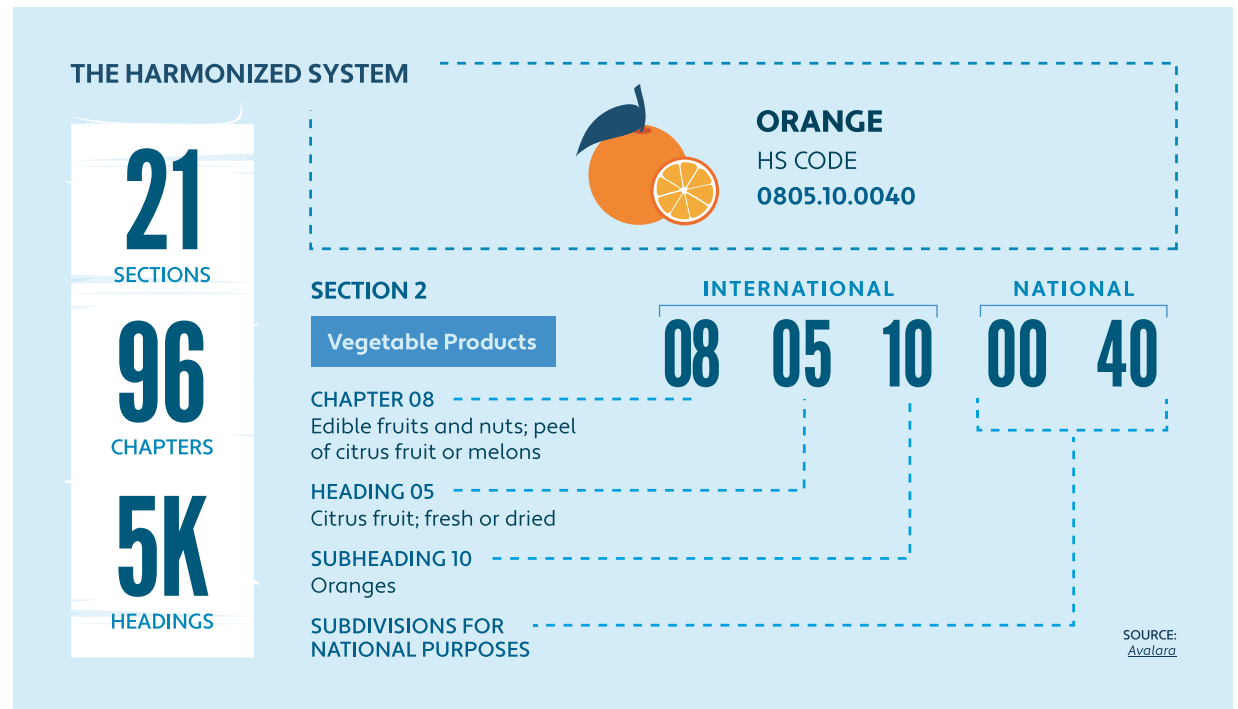 THE HARMONIZED SYSTEM
21
SECTIONS
96
CHAPTERS
5K
HEADINGS
ORANGE
HS CODE
0805.10.0040
SECTION 2
Vegetable Products
INTERNATIONAL
NATIONAL
08 05 10 00 40
CHAPTER 08
Edible fruits and nuts; peel
of citrus fruit or melons
HEADING 05
Citrus fruit; fresh or dried
SUBHEADING 10
Oranges
SUBDIVISIONS FOR
NATIONAL PURPOSES
SOURCE:
Avalara